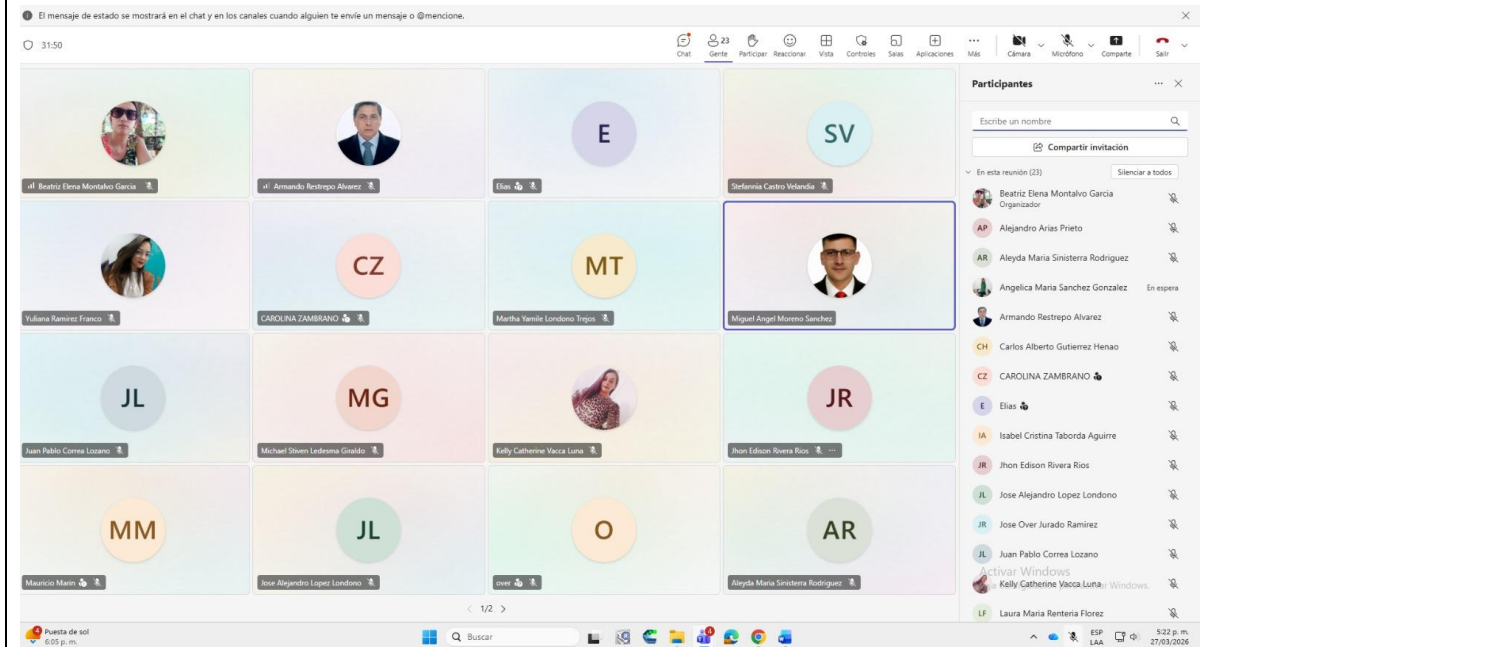 El mensaje de estado se mostrará en el chat y en los canales cuando alguien te envíe un mensaje o @mencione.
31:50
23
Chat Gente Participar Reaccionar Vista Controles Salas Aplicaciones Más Cámara Micrófono Comparte Salir
E
SV
Beatriz Elena Montalvo Garcia
Armando Restrepo Alvarez
Elias
Stefannia Castro Velandia
CZ
MT
Yuliana Ramirez Franco
CAROLINA ZAMBRANO
Martha Yamile Londono Trejos
Miguel Angel Moreno Sanchez
JL
MG
JR
Juan Pablo Correa Lozano
Michael Stiven Ledesma Giraldo
Kelly Catherine Vacca Luna
Jhon Edison Rivera Rios
MM
JL
O
AR
Mauricio Marin
Jose Alejandro Lopez Londono
over
Aleyda Maria Sinisterra Rodriguez
1/2
Participantes
Escribe un nombre
Compartir invitación
En esta reunión (23)
Silenciar a todos
Beatriz Elena Montalvo Garcia
Organizador
AP Alejandro Arias Prieto
AR Aleyda Maria Sinisterra Rodriguez
Angelica Maria Sanchez Gonzalez En espera
Armando Restrepo Alvarez
CH Carlos Alberto Gutierrez Henao
CZ CAROLINA ZAMBRANO
E Elias
IA Isabel Cristina Taborda Aguirre
JR Jhon Edison Rivera Rios
JL Jose Alejandro Lopez Londono
JR Jose Over Jurado Ramirez
JL Juan Pablo Correa Lozano
Activar Windows
Kelly Catherine Vacca Luna
Windows.
LF Laura Maria Renteria Florez
4
Puesta de sol
6:05 p. m.
Buscar
ESP
LAA
5:22 p. m.
27/03/2026